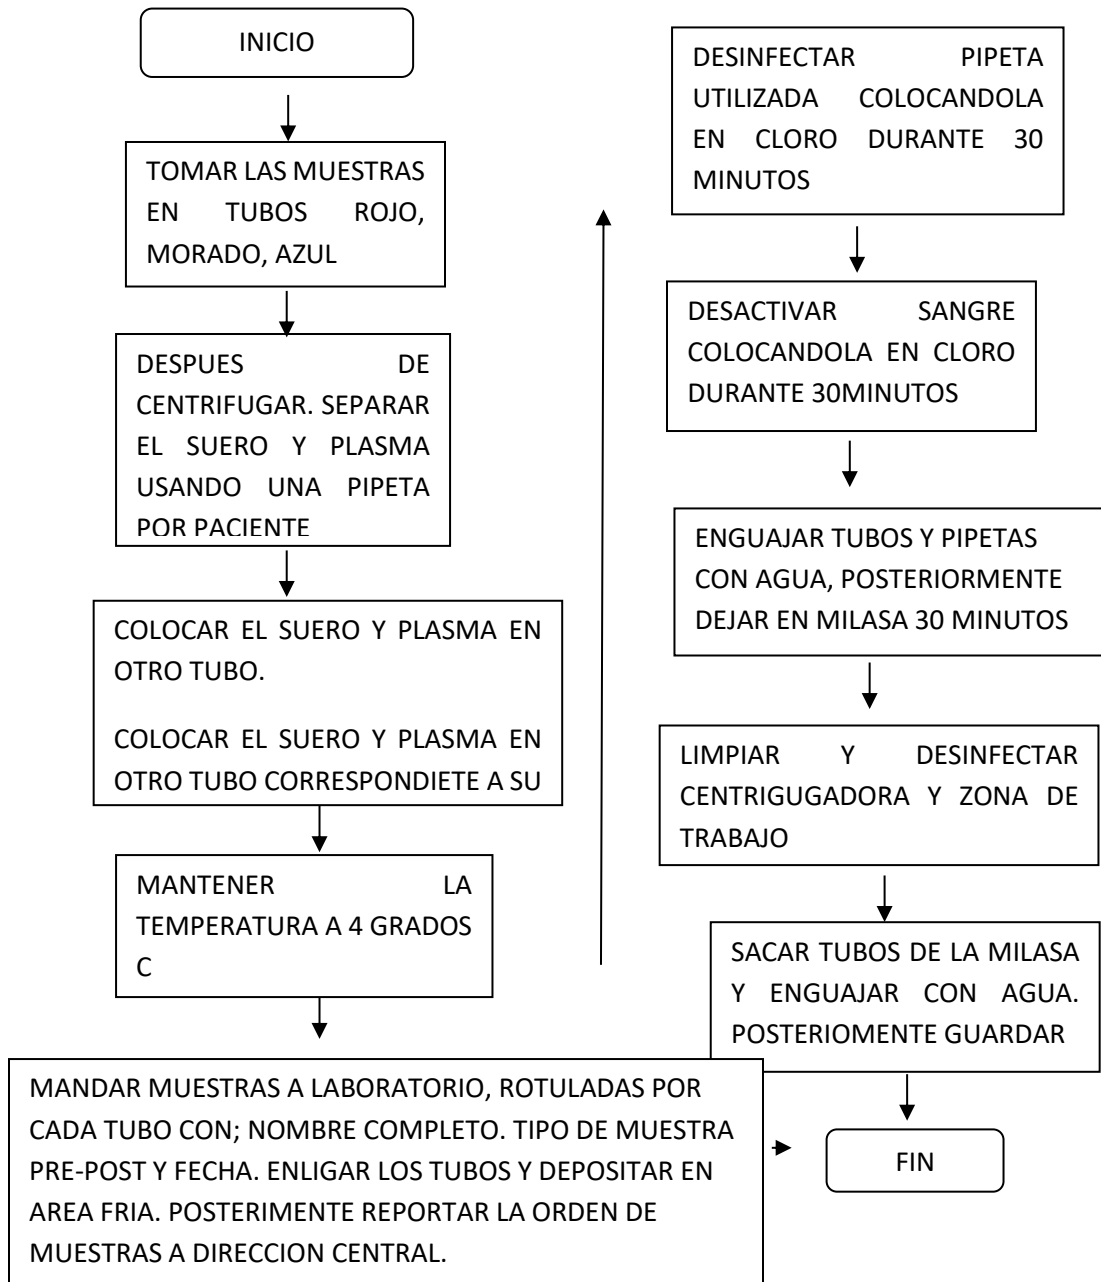 INICIO
TOMAR LAS MUESTRAS
EN TUBOS ROJO,
MORADO, AZUL
DESPUES DE
CENTRIFUGAR. SEPARAR
EL SUERO Y PLASMA
USANDO UNA PIPETA
POR PACIENTE
COLOCAR EL SUERO Y PLASMA EN
OTRO TUBO.
COLOCAR EL SUERO Y PLASMA EN
OTRO TUBO CORRESPONDIETE A SU
MANTENER LA
TEMPERATURA A 4 GRADOS
C
MANDAR MUESTRAS A LABORATORIO, ROTULADAS POR
CADA TUBO CON; NOMBRE COMPLETO. TIPO DE MUESTRA
PRE-POST Y FECHA. ENLIGAR LOS TUBOS Y DEPOSITAR EN
AREA FRIA. POSTERIMENTE REPORTAR LA ORDEN DE
MUESTRAS A DIRECCION CENTRAL.
DESINFECTAR PIPETA
UTILIZADA COLOCANDOLA
EN CLORO DURANTE 30
MINUTOS
DESACTIVAR SANGRE
COLOCANDOLA EN CLORO
DURANTE 30MINUTOS
ENGUAJAR TUBOS Y PIPETAS
CON AGUA, POSTERIORMENTE
DEJAR EN MILASA 30 MINUTOS
LIMPIAR Y DESINFECTAR
CENTRIGUGADORA Y ZONA DE
TRABAJO
SACAR TUBOS DE LA MILASA
Y ENGUAJAR CON AGUA.
POSTERIOMENTE GUARDAR
FIN